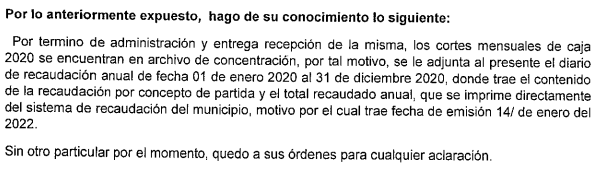 Por lo anteriormente expuesto, hago de su conocimiento lo siguiente:
Por termino de administración y entrega recepción de la misma, los cortes mensuales de caja
2020 se encuentran en archivo de concentración, por tal motivo, se le adjunta al presente el diario
de recaudación anual de fecha 01 de enero 2020 al 31 de diciembre 2020, donde trae el contenido
de la recaudación por concepto de partida y el total recaudado anual, que se imprime directamente
del sistema de recaudación del municipio, motivo por el cual trae fecha de emisión 14/ de enero del
2022.
Sin otro particular por el momento, quedo a sus órdenes para cualquier aclaración.